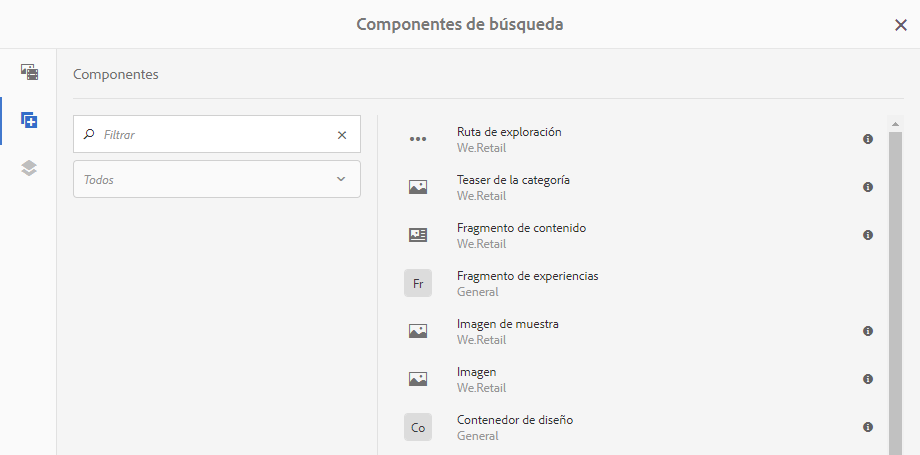 Componentes de búsqueda
Componentes
Filtrar
Todos
Ruta de exploración
We.Retail
Teaser de la categoría
We.Retail
Fragmento de contenido
We.Retail
Fr
Fragmento de experiencias
General
Imagen de muestra
We.Retail
Imagen
We.Retail
Co
Contenedor de diseño
General